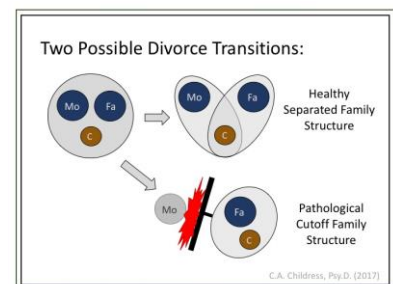 Two Possible Divorce Transitions:
Mo
Fa
C
Mo
Fa
C
Healthy
Separated Family
Structure
Mo
Fa
C
Pathological
Cutoff Family
Structure
C.A. Childress, Psy.D. (2017)